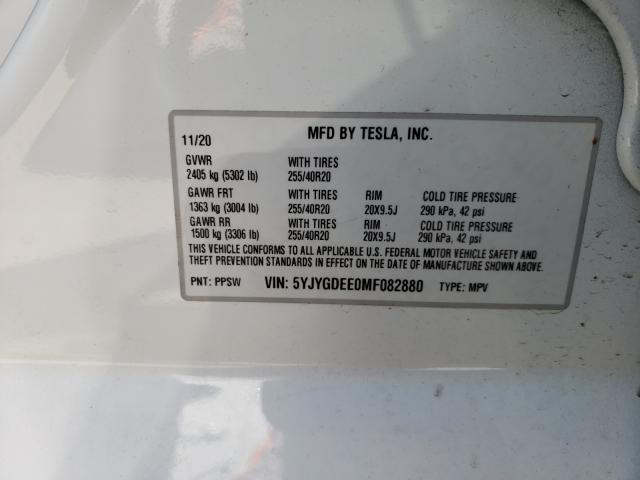 11/20 MFD BY TESLA, INC.
GVWR WITH TIRES
2405 kg (5302 lb) 255/40R20
GAWR FRT WITH TIRES RIM COLD TIRE PRESSURE
1363 kg (3004 lb) 255/40R20 20X9.5J 290 kPa, 42 psi
GAWR RR WITH TIRES RIM COLD TIRE PRESSURE
1500 kg (3306 lb) 255/40R20 20X9.5J 290 kPa, 42 psi
THIS VEHICLE CONFORMS TO ALL APPLICABLE U.S. FEDERAL MOTOR VEHICLE SAFETY AND
THEFT PREVENTION STANDARDS IN EFFECT ON THE DATE OF MANUFACTURE SHOWN ABOVE.
PNT: PPSW VIN: 5YJYGDEE0MF082880 TYPE: MPV